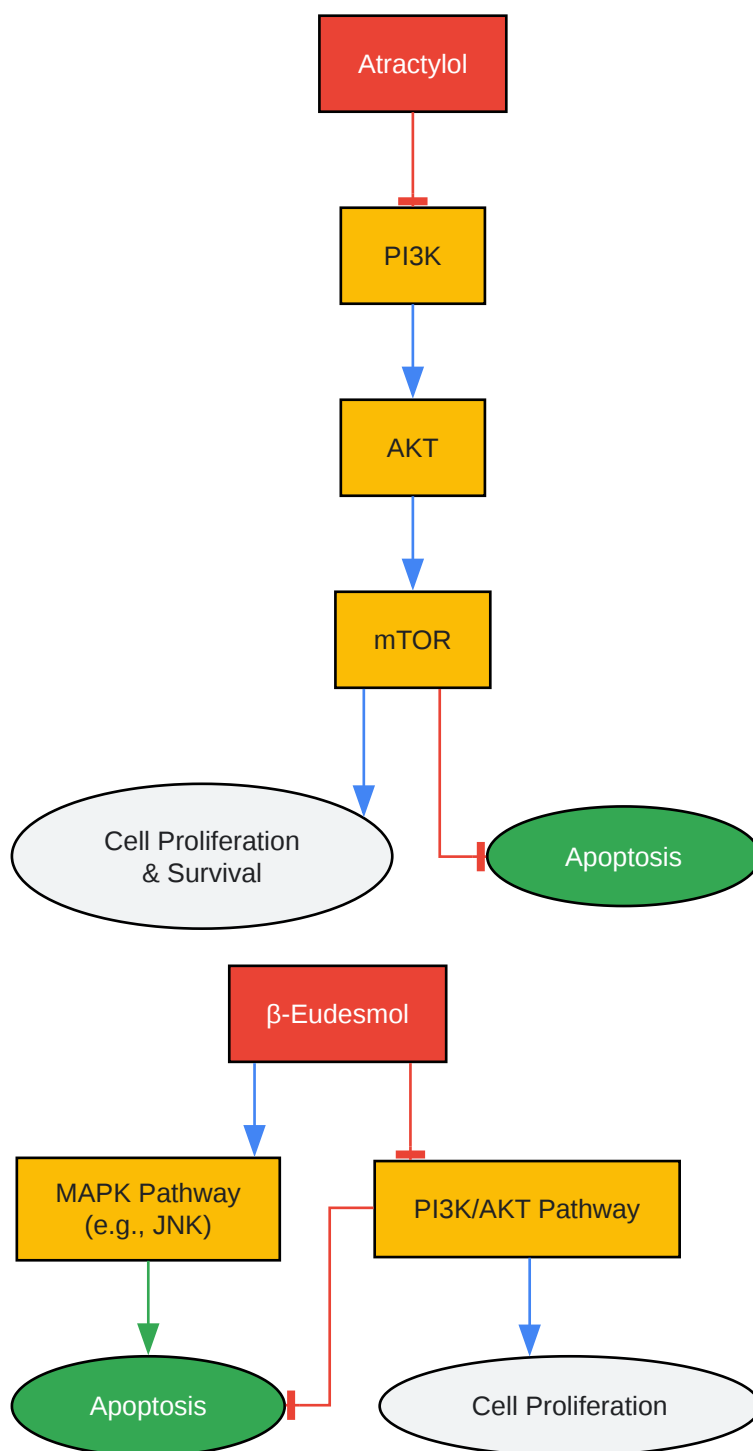 Atractylol
PI3K
AKT
mTOR
Cell Proliferation
& Survival
Apoptosis
β-Eudesmol
MAPK Pathway
(e.g., JNK)
PI3K/AKT Pathway
Apoptosis
Cell Proliferation